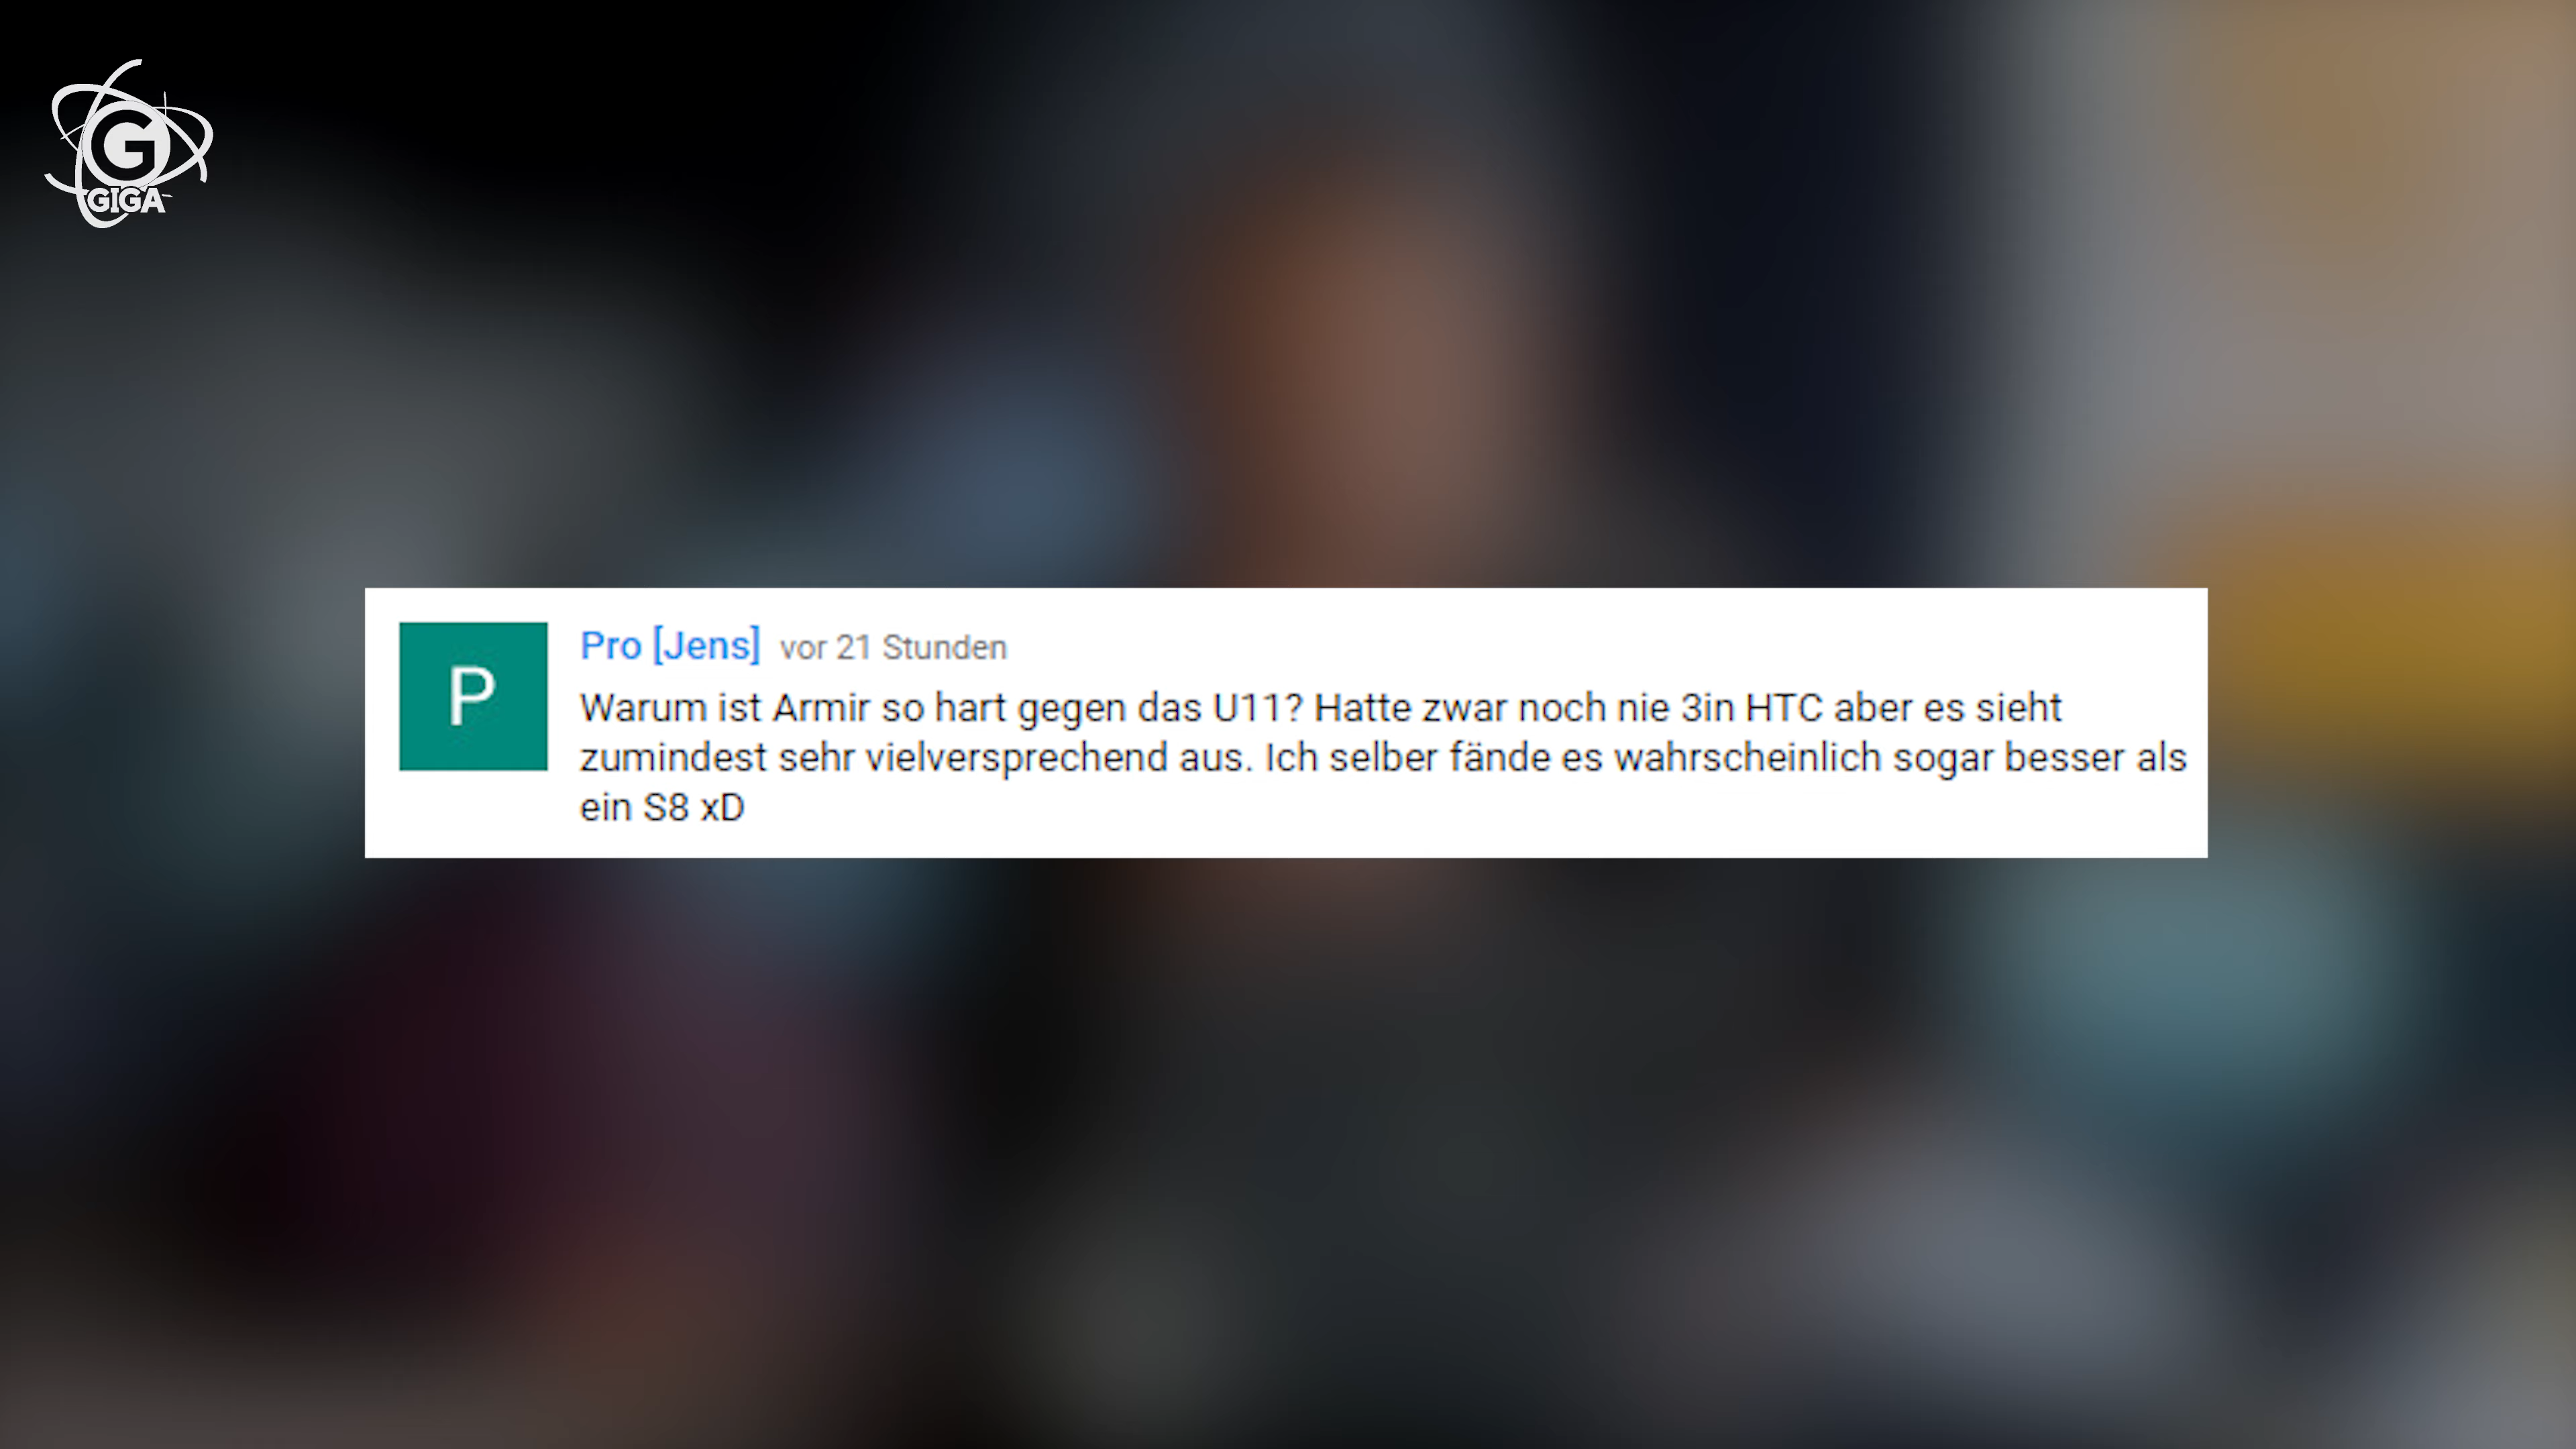 G
GIGA
P
Pro [Jens] vor 21 Stunden
Warum ist Armir so hart gegen das U11? Hatte zwar noch nie 3in HTC aber es sieht
zumindest sehr vielversprechend aus. Ich selber fände es wahrscheinlich sogar besser als
ein S8 xD